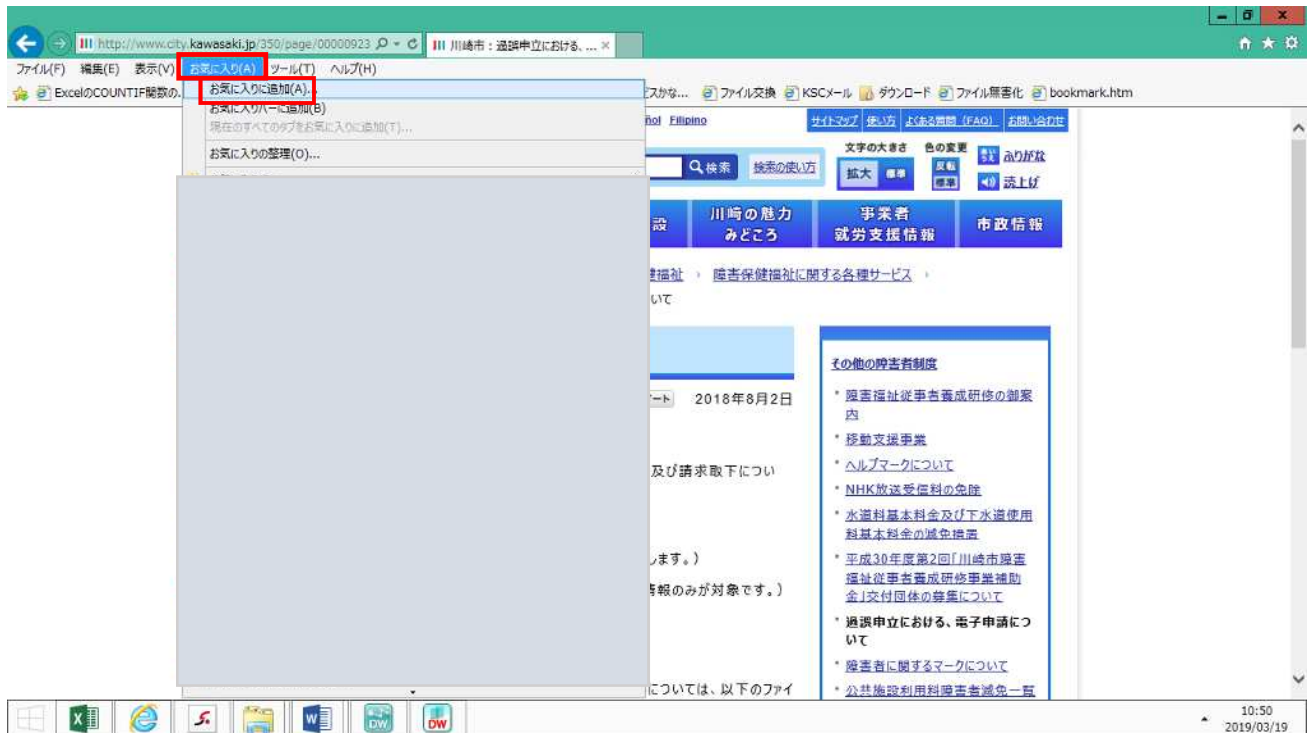 http://www.city.kawasaki.jp/350/page/00000923
川崎市：過誤申立における、...
ファイル(F) 編集(E) 表示(V) お気に入り(A) ツール(T) ヘルプ(H)
お気に入りに追加(A)...
ExcelのCOUNTIF関数の. ビスかな... ファイル交換 KSCメール ダウンロード ファイル無害化 bookmark.htm
お気に入りバーに追加(B)
現在のすべてのタブをお気に入りに追加(T)...
お気に入りの整理(O)...
ñol Filipino
サイトマップ 使い方 よくある質問（FAQ） お問い合わせ
検索 検索の使い方
文字の大きさ 色の変更
拡大 標準 反転 標準
ふりがな
読上げ
設 川崎の魅力 みどころ 事業者 就労支援情報 市政情報
健福祉 › 障害保健福祉に関する各種サービス ›
いて
2018年8月2日
及び請求取下につい
します。）
情報のみが対象です。）
については、以下のファイ
その他の障害者制度
障害福祉従事者養成研修の御案
内
移動支援事業
ヘルプマークについて
NHK放送受信料の免除
水道料基本料金及び下水道使用
料基本料金の減免措置
平成30年度第2回「川崎市障害
福祉従事者養成研修事業補助
金」交付団体の募集について
過誤申立における、電子申請につ
いて
障害者に関するマークについて
公共施設利用料障害者減免一覧
10:50
2019/03/19